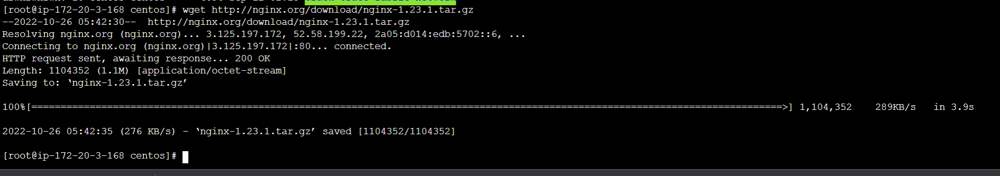 [root@ip-172-20-3-168 centos]# wget http://nginx.org/download/nginx-1.23.1.tar.gz
--2022-10-26 05:42:30--  http://nginx.org/download/nginx-1.23.1.tar.gz
Resolving nginx.org (nginx.org)... 3.125.197.172, 52.58.199.22, 2a05:d014:edb:5702::6, ...
Connecting to nginx.org (nginx.org)|3.125.197.172|:80... connected.
HTTP request sent, awaiting response... 200 OK
Length: 1104352 (1.1M) [application/octet-stream]
Saving to: ‘nginx-1.23.1.tar.gz’
100%[=================================================================================================================================>] 1,104,352    289KB/s   in 3.9s
2022-10-26 05:42:35 (276 KB/s) - ‘nginx-1.23.1.tar.gz’ saved [1104352/1104352]
[root@ip-172-20-3-168 centos]#